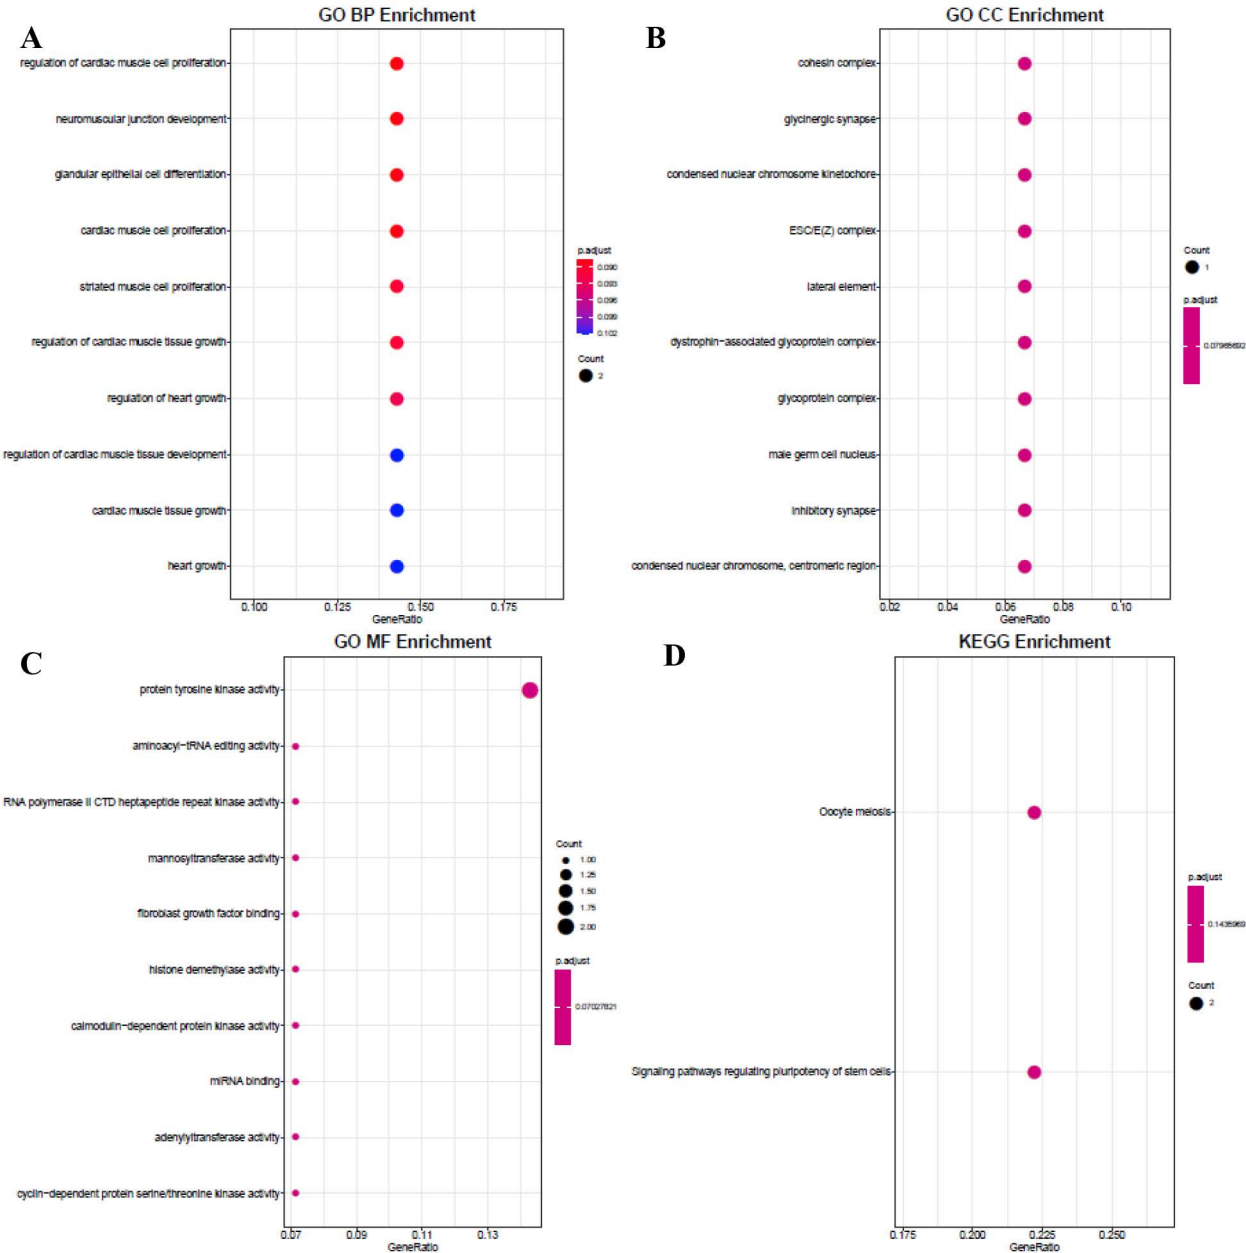 GO BP Enrichment
A
regulation of cardiac muscle cell proliferation
neuromuscular junction development
glandular epithelial cell differentiation
cardiac muscle cell proliferation
striated muscle cell proliferation
regulation of cardiac muscle tissue growth
regulation of heart growth
regulation of cardiac muscle tissue development
cardiac muscle tissue growth
heart growth
0.100 0.125 0.150 0.175
GeneRatio
p.adjust
0.090
0.093
0.096
0.099
0.102
Count
2
GO CC Enrichment
B
cohesin complex
glycinergic synapse
condensed nuclear chromosome kinetochore
ESC/E(Z) complex
lateral element
dystrophin-associated glycoprotein complex
glycoprotein complex
male germ cell nucleus
inhibitory synapse
condensed nuclear chromosome, centromeric region
0.02 0.04 0.06 0.08 0.10
GeneRatio
Count
1
p.adjust
0.07965692
GO MF Enrichment
C
protein tyrosine kinase activity
aminoacyl-tRNA editing activity
RNA polymerase II CTD heptapeptide repeat kinase activity
mannosyltransferase activity
fibroblast growth factor binding
histone demethylase activity
calmodulin-dependent protein kinase activity
miRNA binding
adenylyltransferase activity
cyclin-dependent protein serine/threonine kinase activity
0.07 0.09 0.11 0.13
GeneRatio
Count
1.00
1.25
1.50
1.75
2.00
p.adjust
0.07027821
KEGG Enrichment
D
Oocyte meiosis
Signaling pathways regulating pluripotency of stem cells
0.175 0.200 0.225 0.250
GeneRatio
p.adjust
0.1435969
Count
2